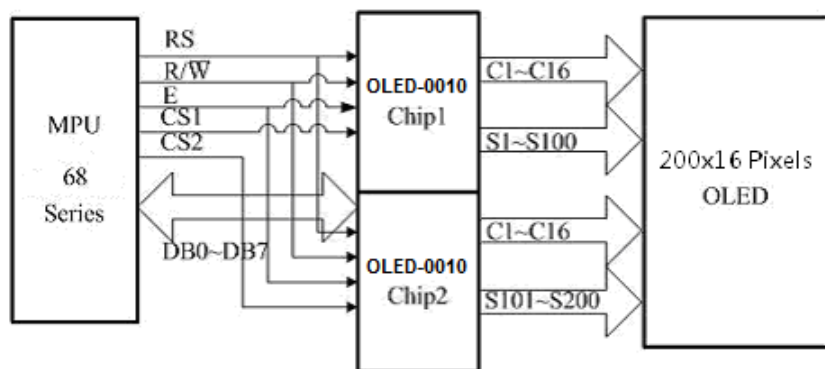 MPU
68
Series
RS
R/W̅
E
CS1
CS2
DB0~DB7
OLED-0010
Chip1
OLED-0010
Chip2
C1~C16
S1~S100
C1~C16
S101~S200
200x16 Pixels
OLED